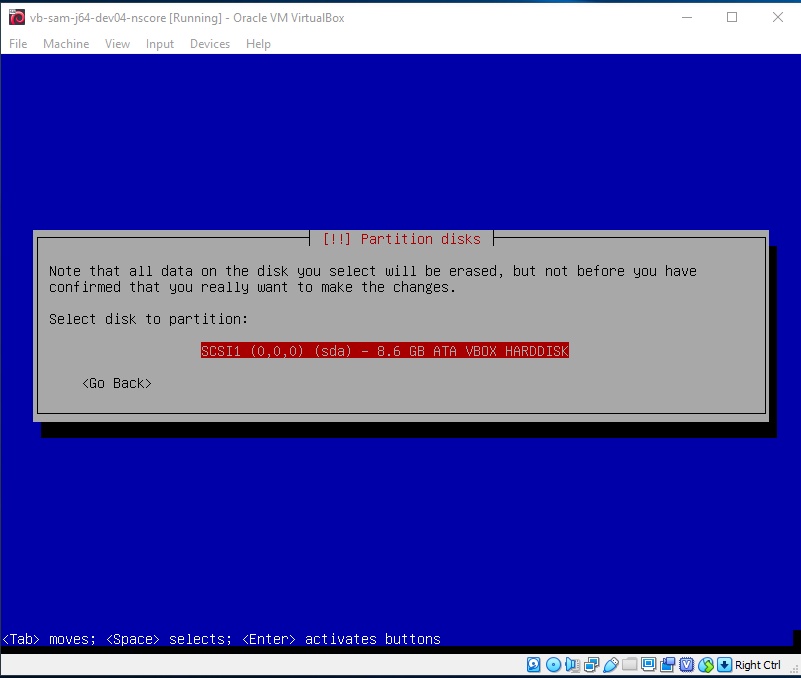 vb-sam-j64-dev04-nscore [Running] - Oracle VM VirtualBox
File Machine View Input Devices Help
[!!] Partition disks
Note that all data on the disk you select will be erased, but not before you have
confirmed that you really want to make the changes.
Select disk to partition:
SCSI1 (0,0,0) (sda) - 8.6 GB ATA VBOX HARDDISK
<Go Back>
<Tab> moves; <Space> selects; <Enter> activates buttons
Right Ctrl